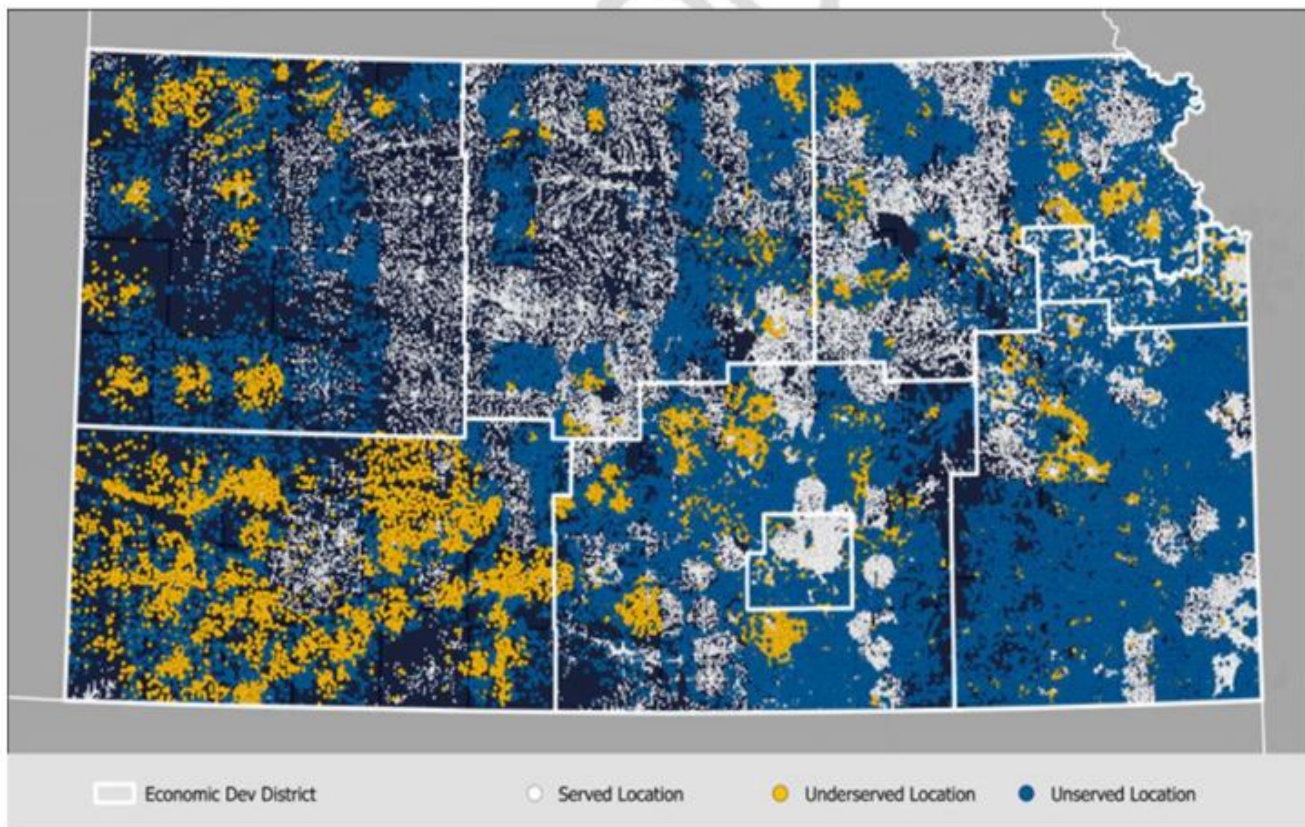 Economic Dev District
Served Location
Underserved Location
Unserved Location